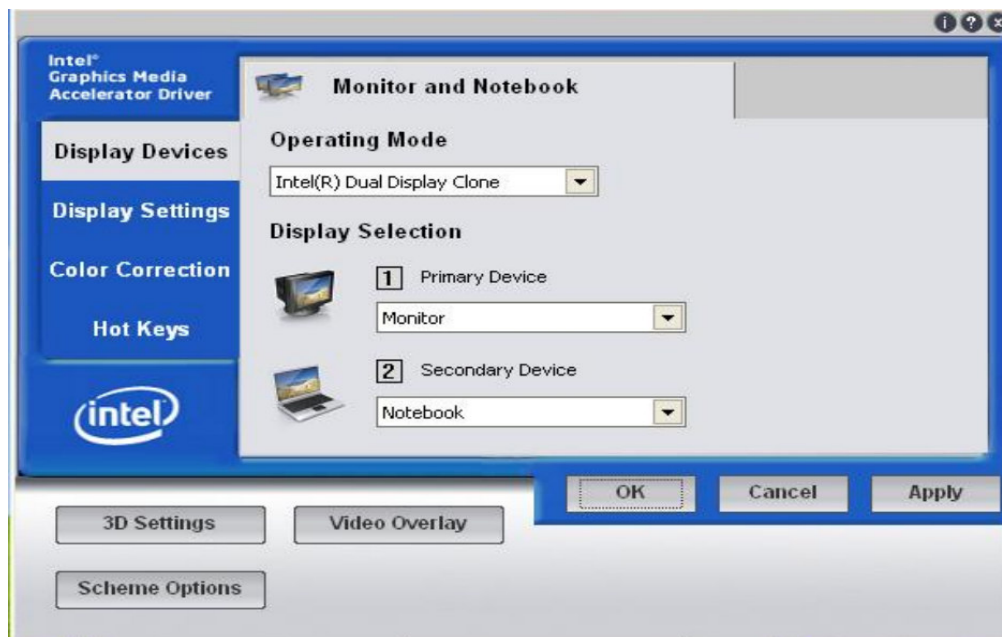 Intel®
Graphics Media
Accelerator Driver
Monitor and Notebook
Display Devices
Display Settings
Color Correction
Hot Keys
intel
Operating Mode
Intel(R) Dual Display Clone
Display Selection
1 Primary Device
Monitor
2 Secondary Device
Notebook
OK Cancel Apply
3D Settings Video Overlay
Scheme Options